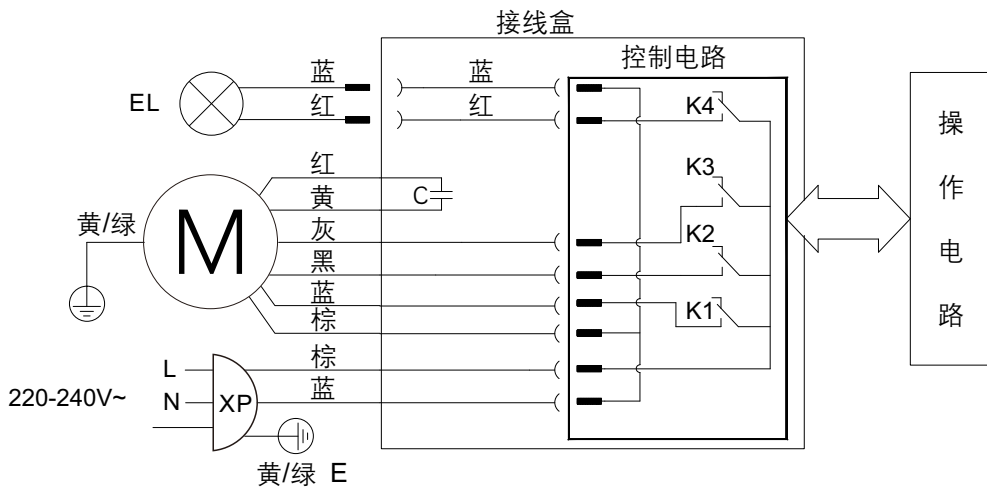 接线盒
控制电路
蓝
蓝
EL
红
红
K4
操
作
电
路
红
K3
黄
C
黄/绿
M
灰
K2
黑
蓝
K1
棕
L
棕
220-240V~
N
XP
蓝
黄/绿 E